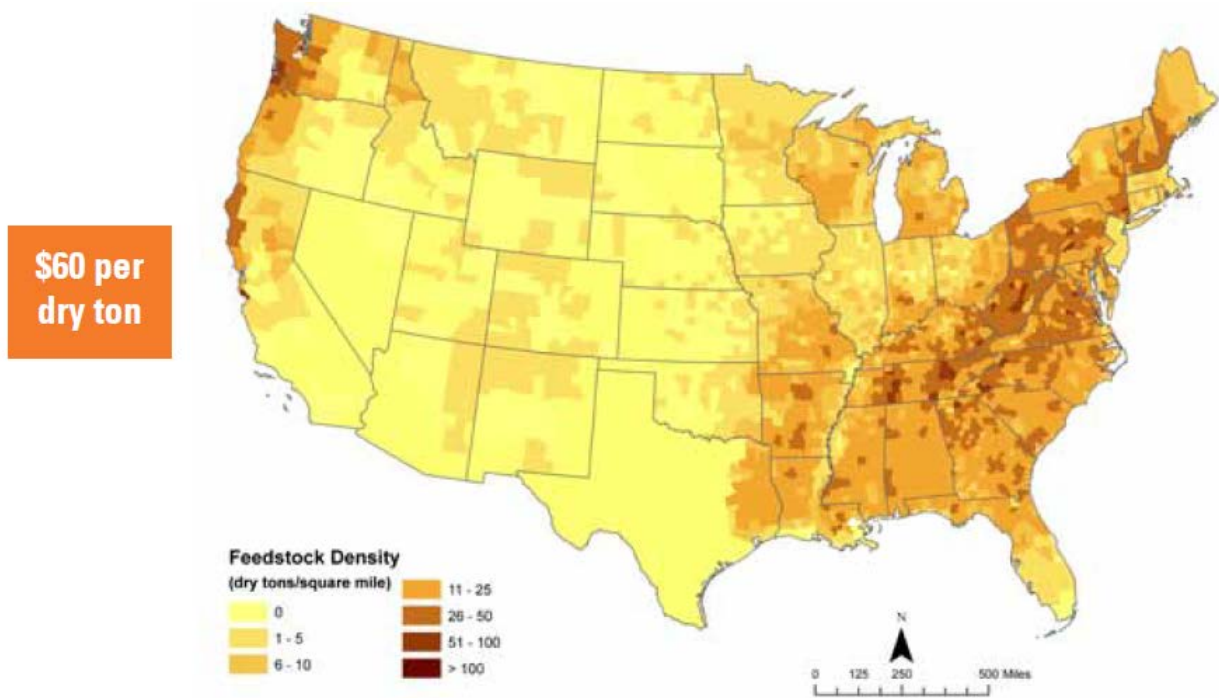 $60 per
dry ton
Feedstock Density
(dry tons/square mile)
0
1 - 5
6 - 10
11 - 25
26 - 50
51 - 100
> 100
N
0 125 250 500 Miles